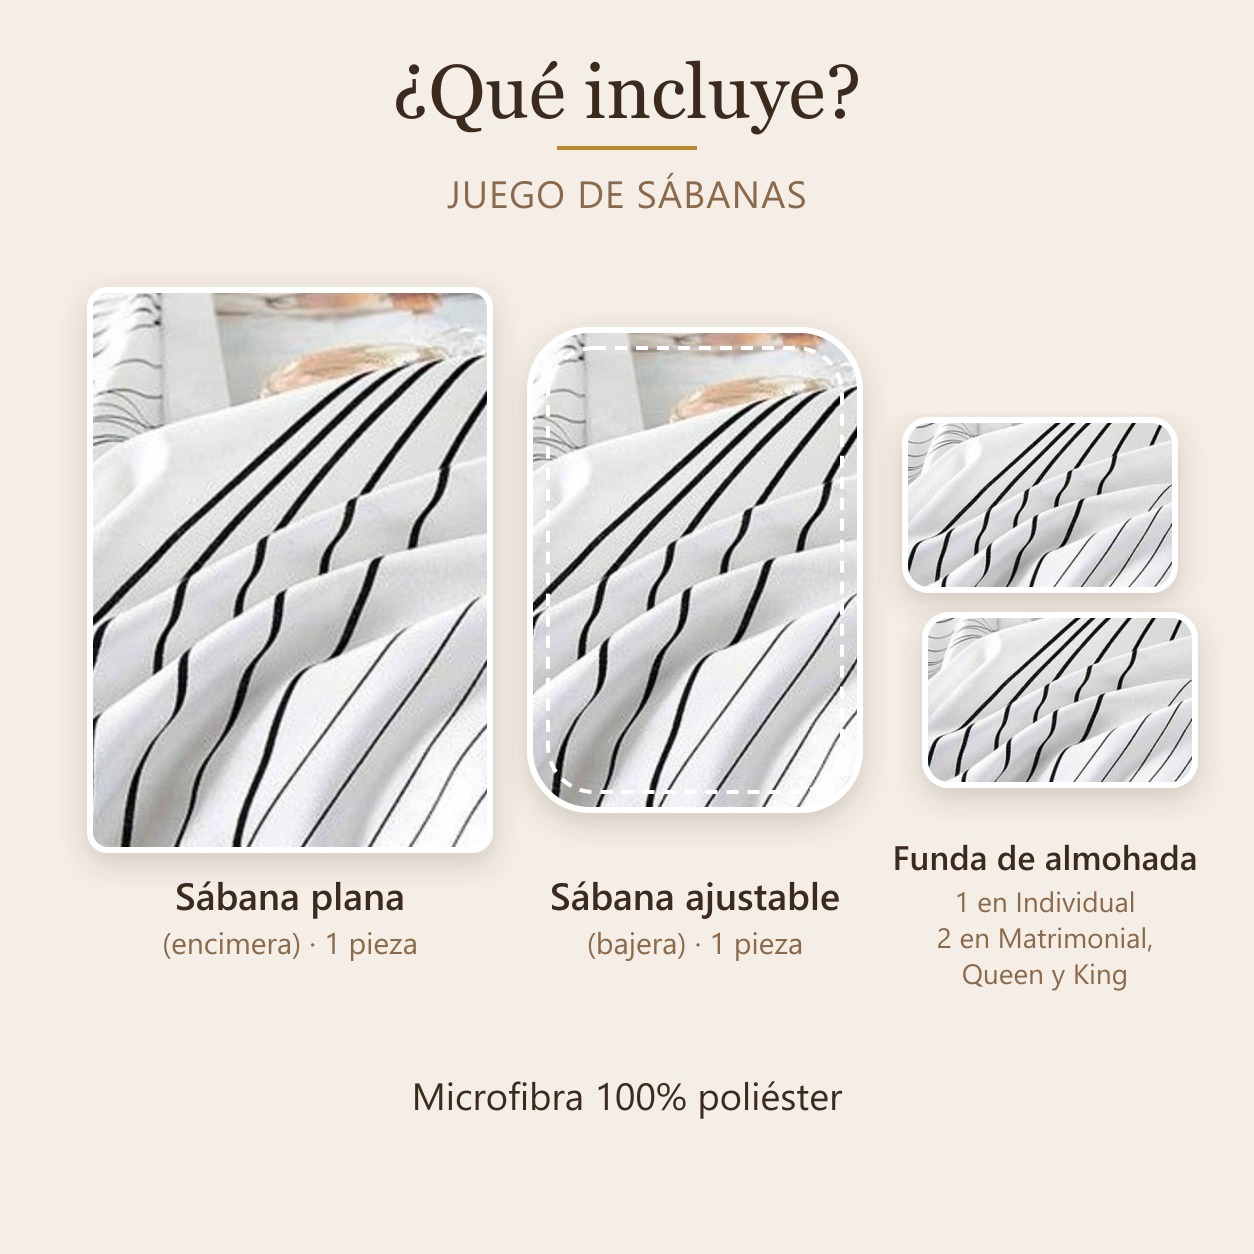 ¿Qué incluye?
JUEGO DE SÁBANAS
Sábana plana
(encimera) · 1 pieza
Sábana ajustable
(bajera) · 1 pieza
Funda de almohada
1 en Individual
2 en Matrimonial,
Queen y King
Microfibra 100% poliéster